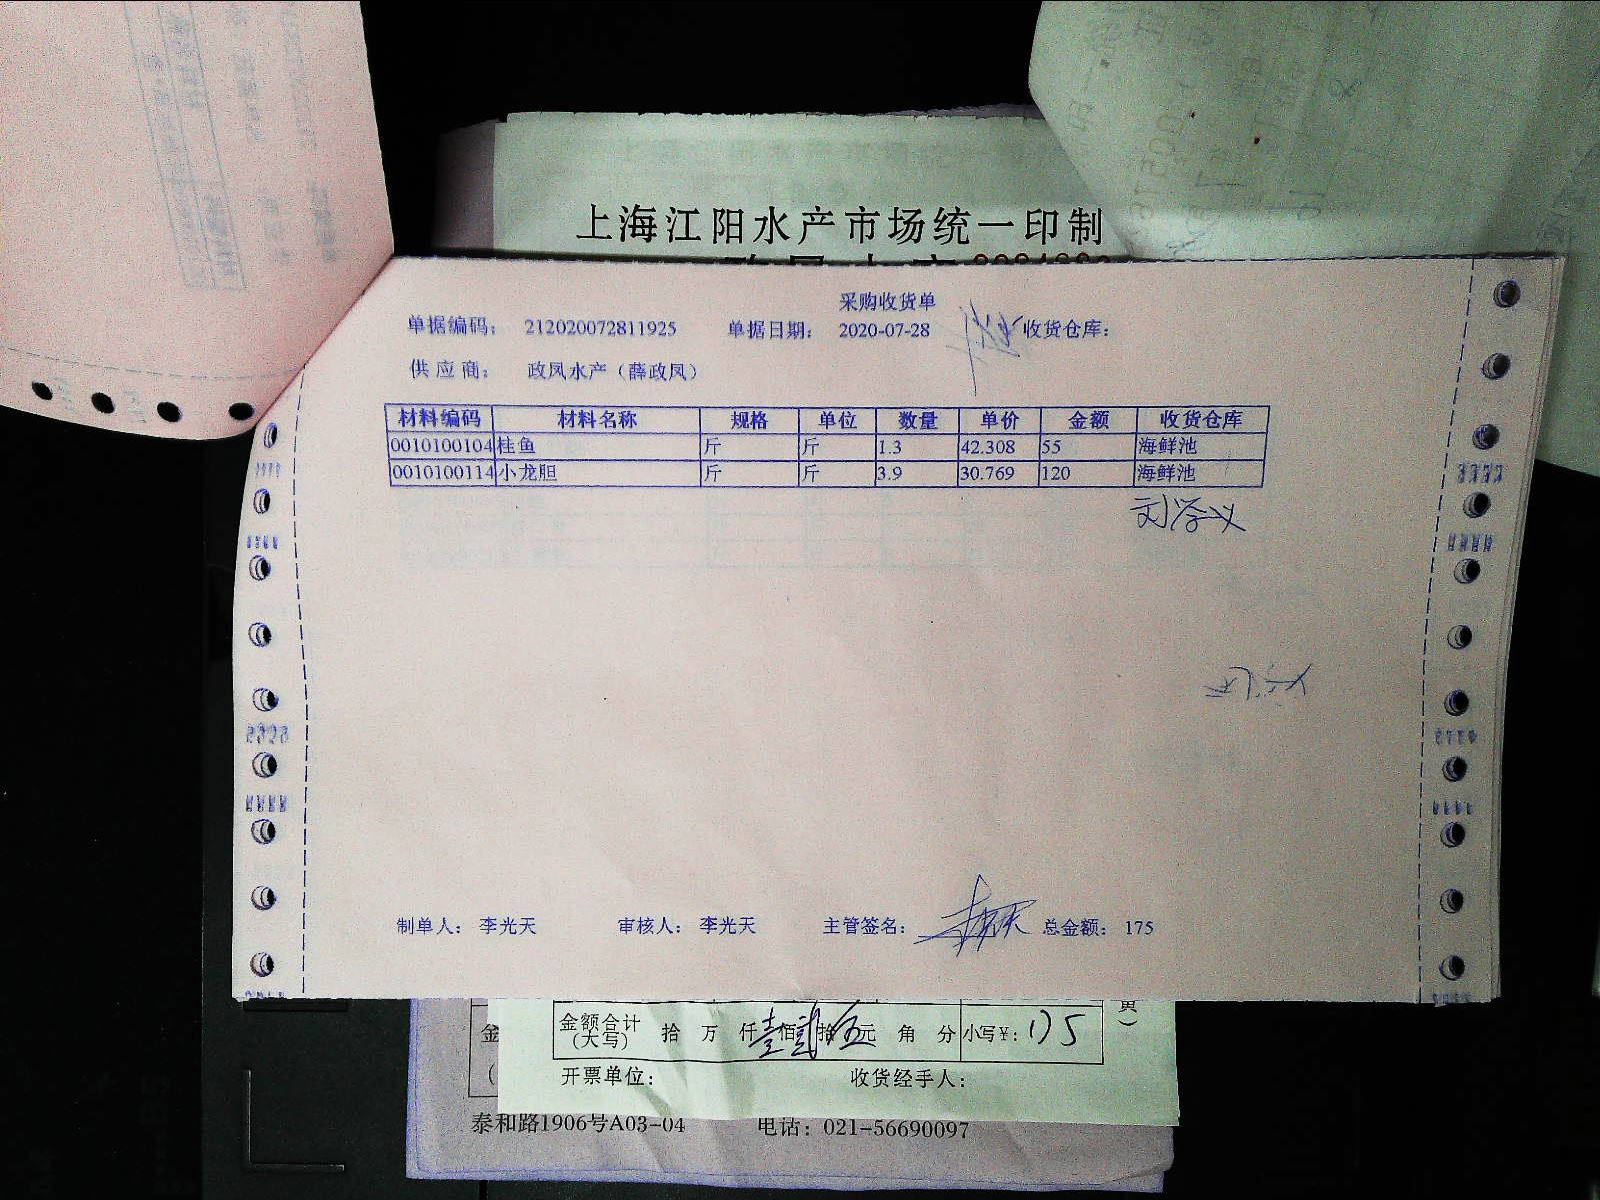 上海江阳水产市场统一印制
采购收货单
单据编码： 212020072811925 单据日期： 2020-07-28 收货仓库：
供 应 商： 政凤水产（薛政凤）
材料编码 材料名称 规格 单位 数量 单价 金额 收货仓库
0010100104 桂鱼 斤 斤 1.3 42.308 55 海鲜池
0010100114 小龙胆 斤 斤 3.9 30.769 120 海鲜池
刘学义
制单人： 李光天 审核人： 李光天 主管签名： 李光天 总金额： 175
金额合计（大写） 拾 万 仟 壹 佰 拾 五 元 角 分 小写￥：175
开票单位： 收货经手人：
泰和路1906号A03-04 电话：021-56690097